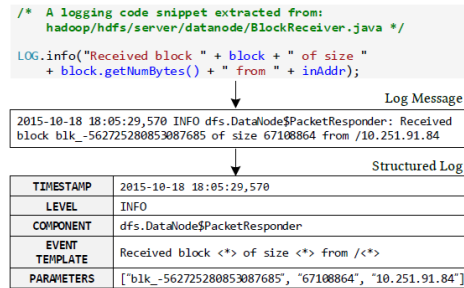 /* A logging code snippet extracted from:
hadoop/hdfs/server/datanode/BlockReceiver.java */
LOG.info("Received block " + block + " of size "
+ block.getNumBytes() + " from " + inAddr);
Log Message
2015-10-18 18:05:29,570 INFO dfs.DataNode$PacketResponder: Received
block blk_-562725280853087685 of size 67108864 from /10.251.91.84
Structured Log
TIMESTAMP 2015-10-18 18:05:29,570
LEVEL INFO
COMPONENT dfs.DataNode$PacketResponder
EVENT
TEMPLATE Received block <*> of size <*> from /<*>
PARAMETERS ["blk_-562725280853087685", "67108864", "10.251.91.84"]